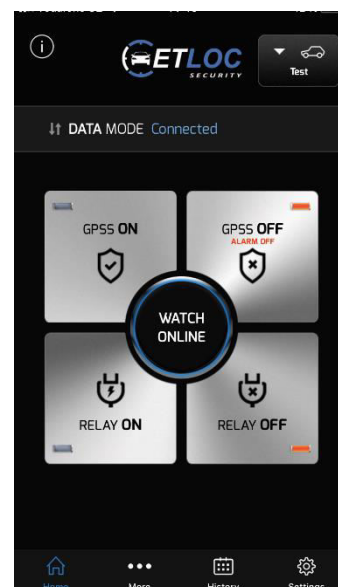 ETLOC
SECURITY
Test
DATA MODE Connected
GPSS ON
GPSS OFF
ALARM OFF
WATCH
ONLINE
RELAY ON
RELAY OFF
Home
More
History
Settings